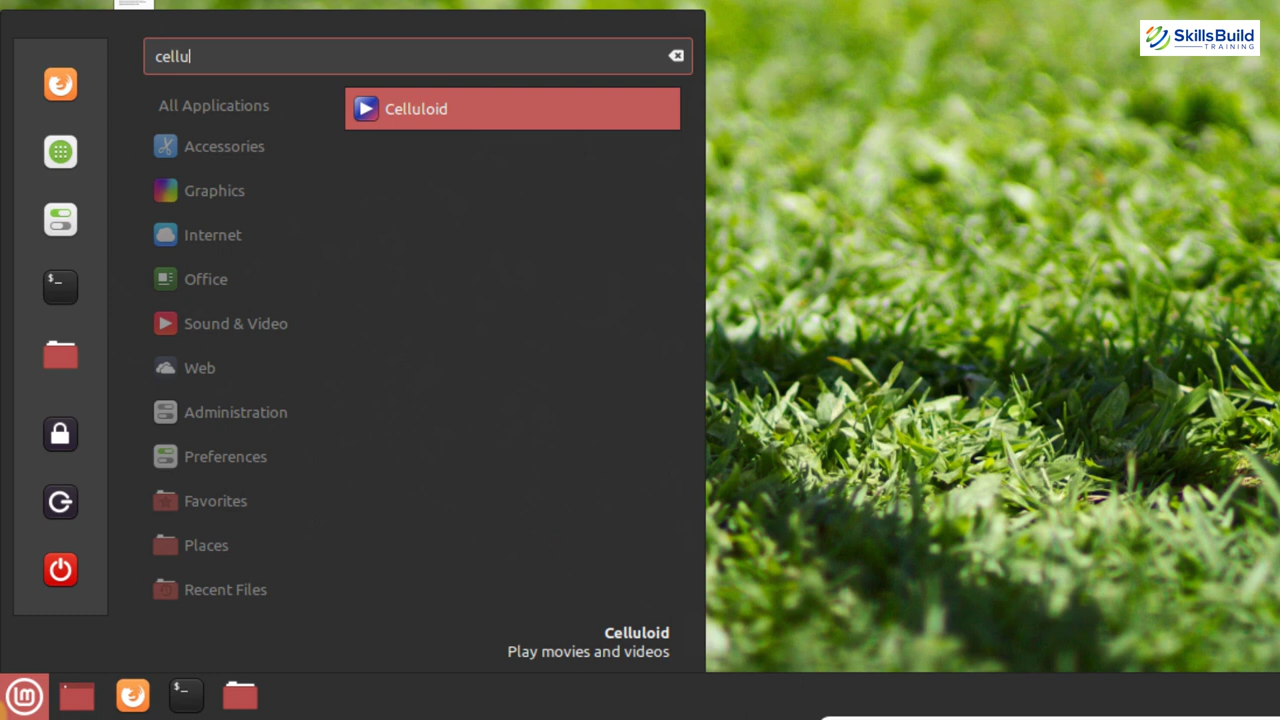 SkillsBuild
TRAINING
cellu
All Applications
Celluloid
Accessories
Graphics
Internet
Office
Sound & Video
Web
Administration
Preferences
Favorites
Places
Recent Files
Celluloid
Play movies and videos
$_
$_
lm